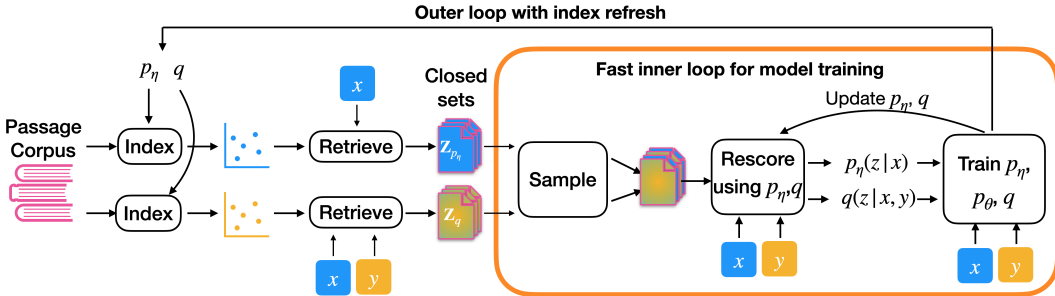 Outer loop with index refresh
pη q
x
Closed
sets
Fast inner loop for model training
Update pη, q
Passage
Corpus
Index
Retrieve
Zpη
Sample
Rescore
using pη,q
pη(z|x)
q(z|x, y)
Train pη,
pθ, q
Index
Retrieve
Zq
x y
x y
x y